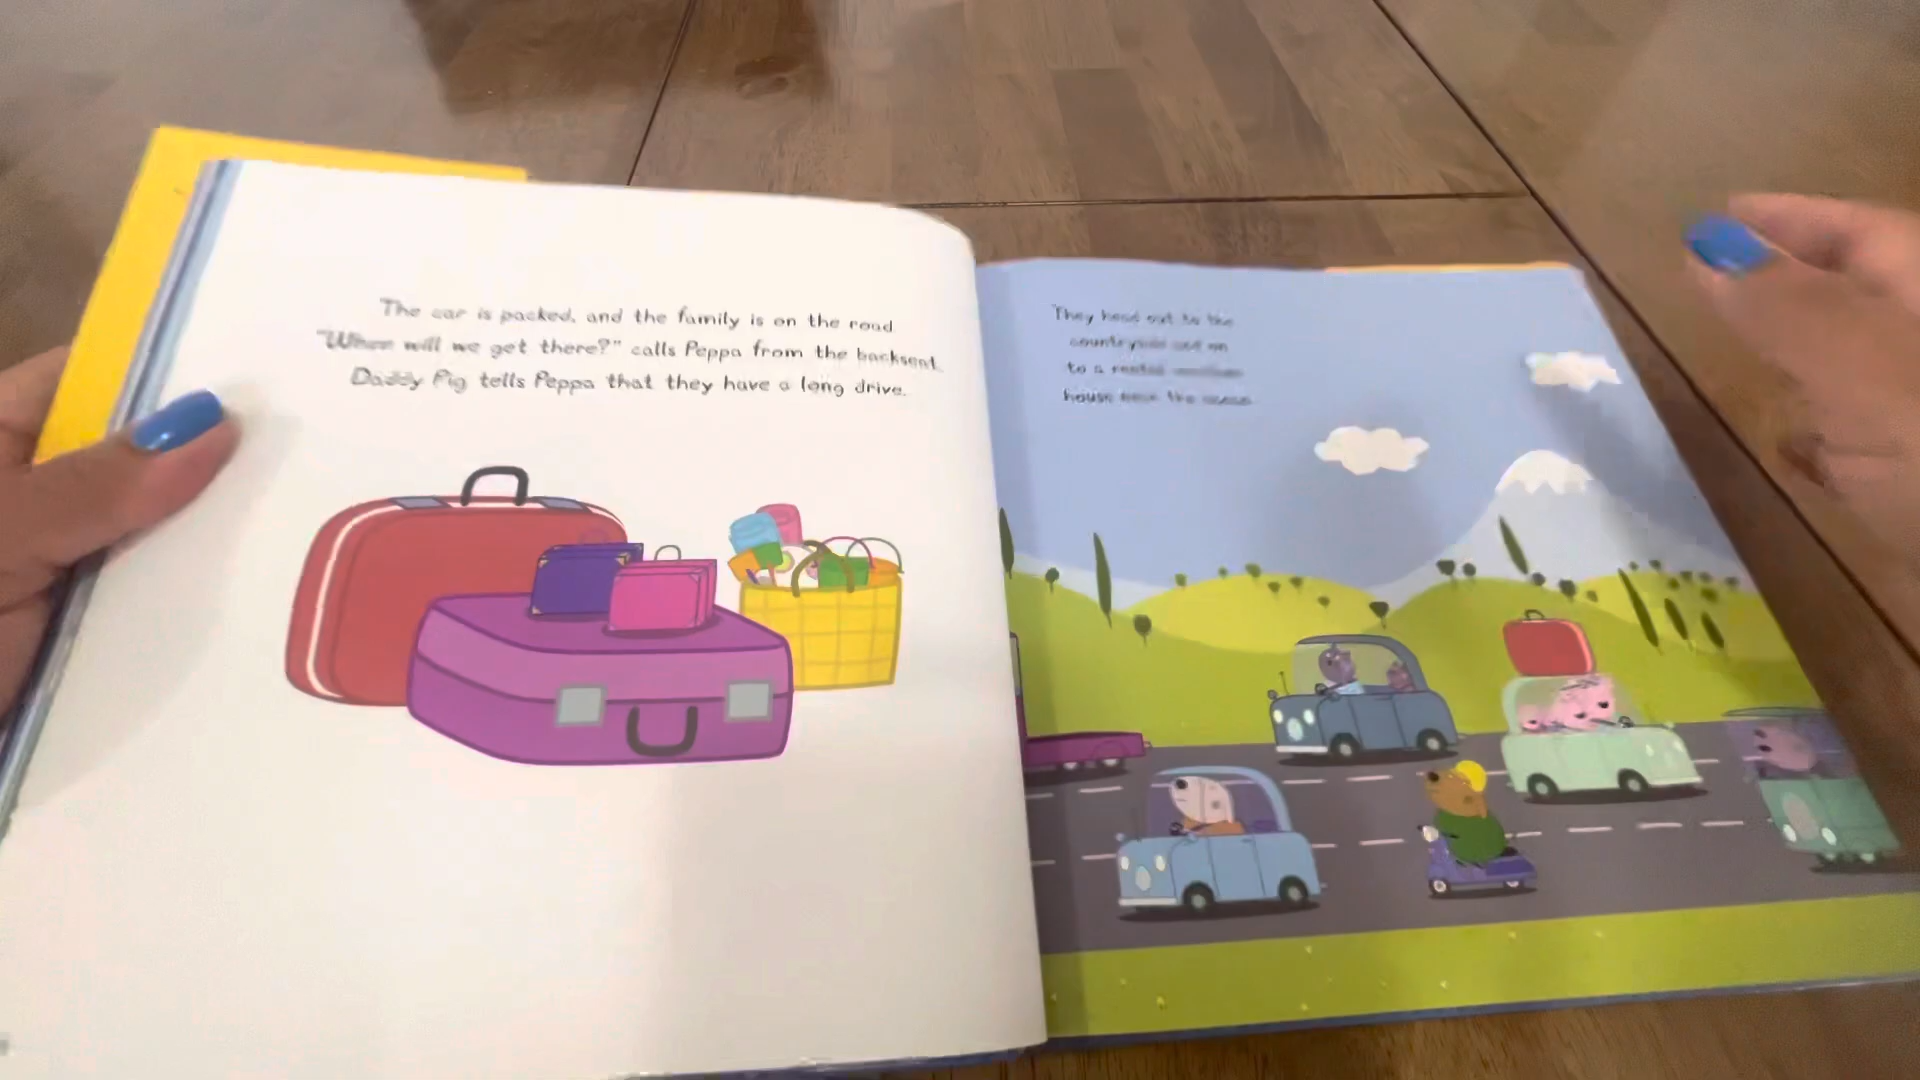 The car is packed, and the family is on the road.
"When will we get there?" calls Peppa from the backseat.
Daddy Pig tells Peppa that they have a long drive.
They head out to the
countryside and on
to a rental
house near the ocean.